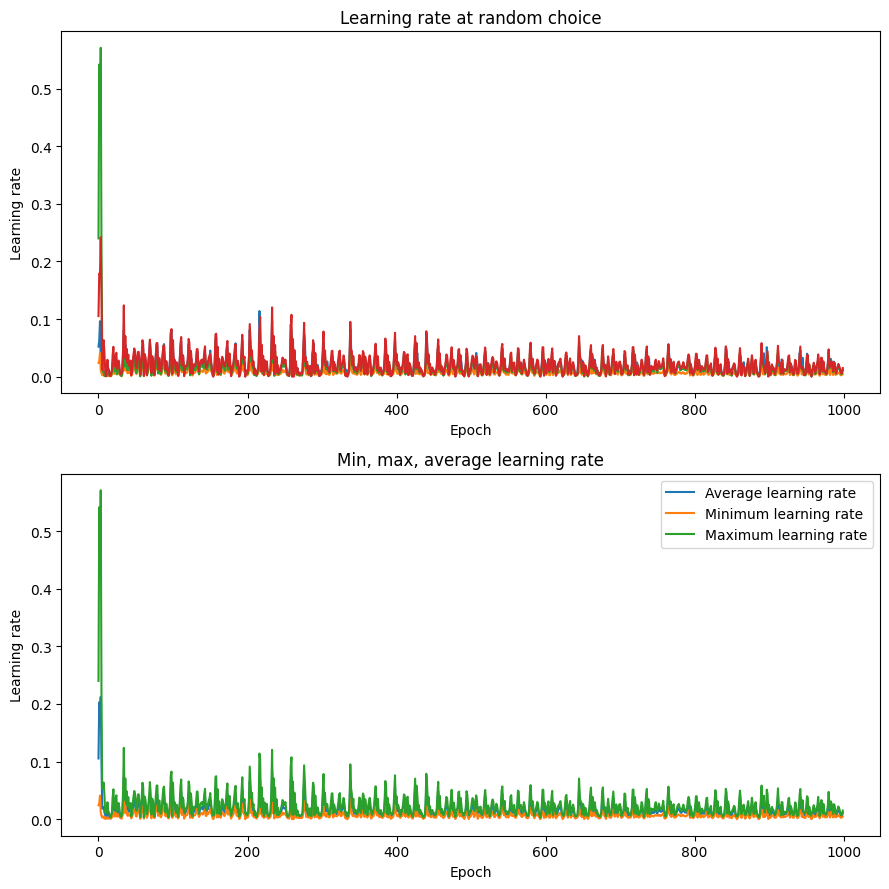 Learning rate at random choice
Learning rate
0.5
0.4
0.3
0.2
0.1
0.0
0
200
400
600
800
1000
Epoch
Min, max, average learning rate
Average learning rate
Minimum learning rate
Maximum learning rate
Learning rate
0.5
0.4
0.3
0.2
0.1
0.0
0
200
400
600
800
1000
Epoch